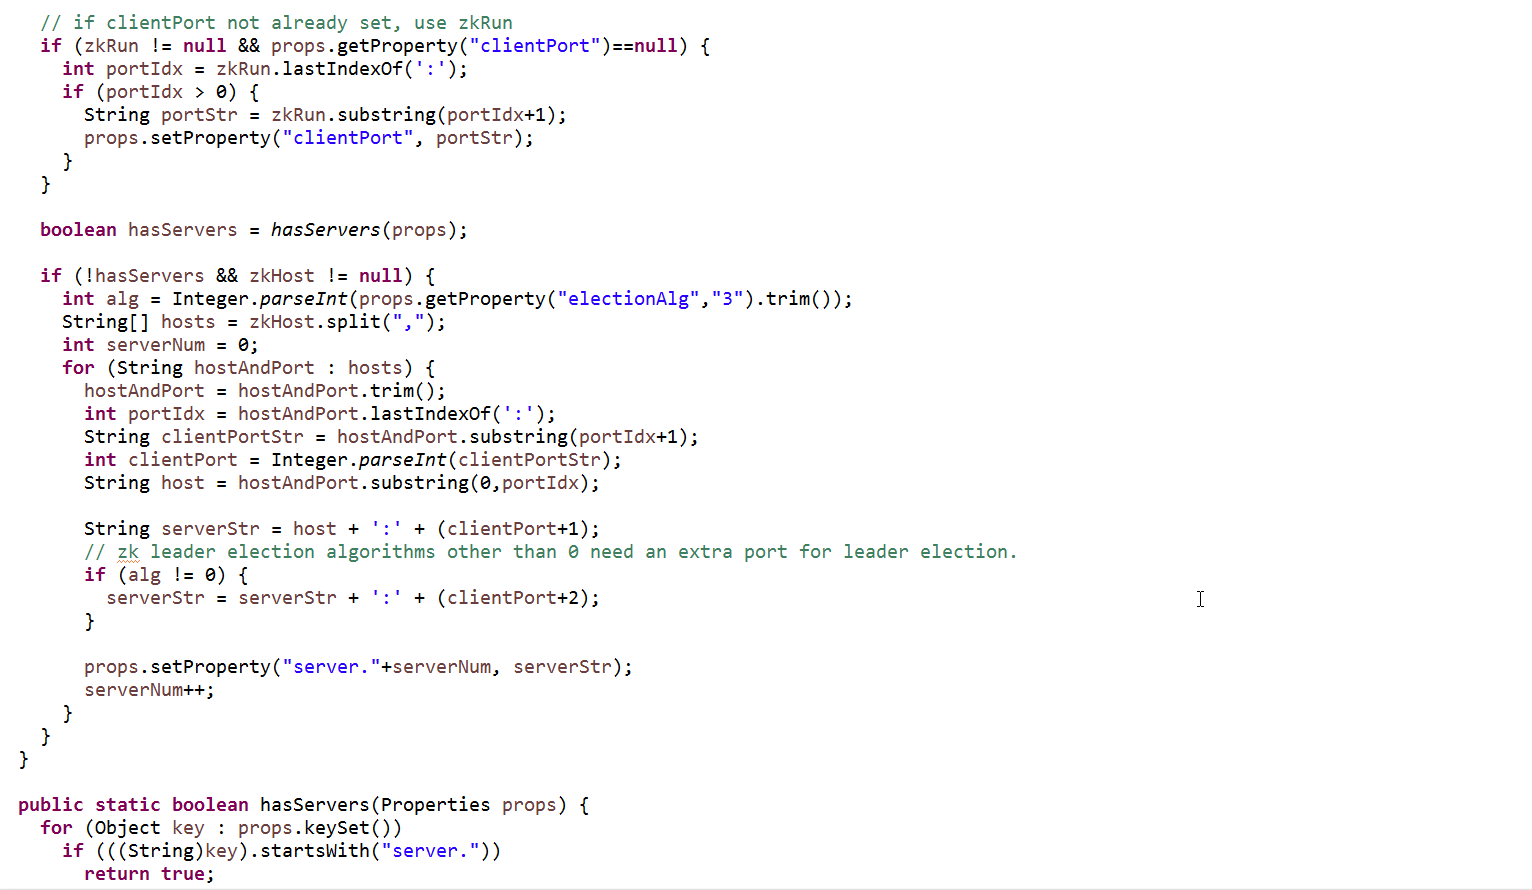 // if clientPort not already set, use zkRun
if (zkRun != null && props.getProperty("clientPort")==null) {
int portIdx = zkRun.lastIndexOf(':');
if (portIdx > 0) {
String portStr = zkRun.substring(portIdx+1);
props.setProperty("clientPort", portStr);
}
}
boolean hasServers = hasServers(props);
if (!hasServers && zkHost != null) {
int alg = Integer.parseInt(props.getProperty("electionAlg","3").trim());
String[] hosts = zkHost.split(",");
int serverNum = 0;
for (String hostAndPort : hosts) {
hostAndPort = hostAndPort.trim();
int portIdx = hostAndPort.lastIndexOf(':');
String clientPortStr = hostAndPort.substring(portIdx+1);
int clientPort = Integer.parseInt(clientPortStr);
String host = hostAndPort.substring(0,portIdx);
String serverStr = host + ':' + (clientPort+1);
// zk leader election algorithms other than 0 need an extra port for leader election.
if (alg != 0) {
serverStr = serverStr + ':' + (clientPort+2);
}
props.setProperty("server."+serverNum, serverStr);
serverNum++;
}
}
}
public static boolean hasServers(Properties props) {
for (Object key : props.keySet())
if (((String)key).startsWith("server."))
return true;